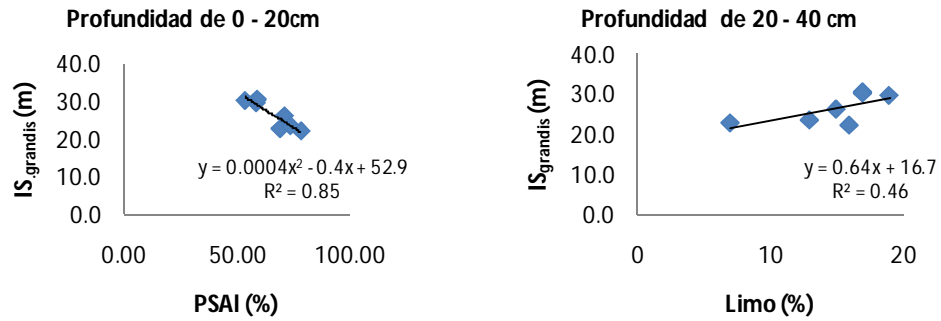 Profundidad de 0 - 20cm
40.0
30.0
20.0
10.0
0.0
IS.grandis (m)
y = 0.0004x² - 0.4x + 52.9
R² = 0.85
0.00 50.00 100.00
PSAI (%)
Profundidad de 20 - 40 cm
40.0
30.0
20.0
10.0
0.0
ISgrandis (m)
y = 0.64x + 16.7
R² = 0.46
0 10 20
Limo (%)